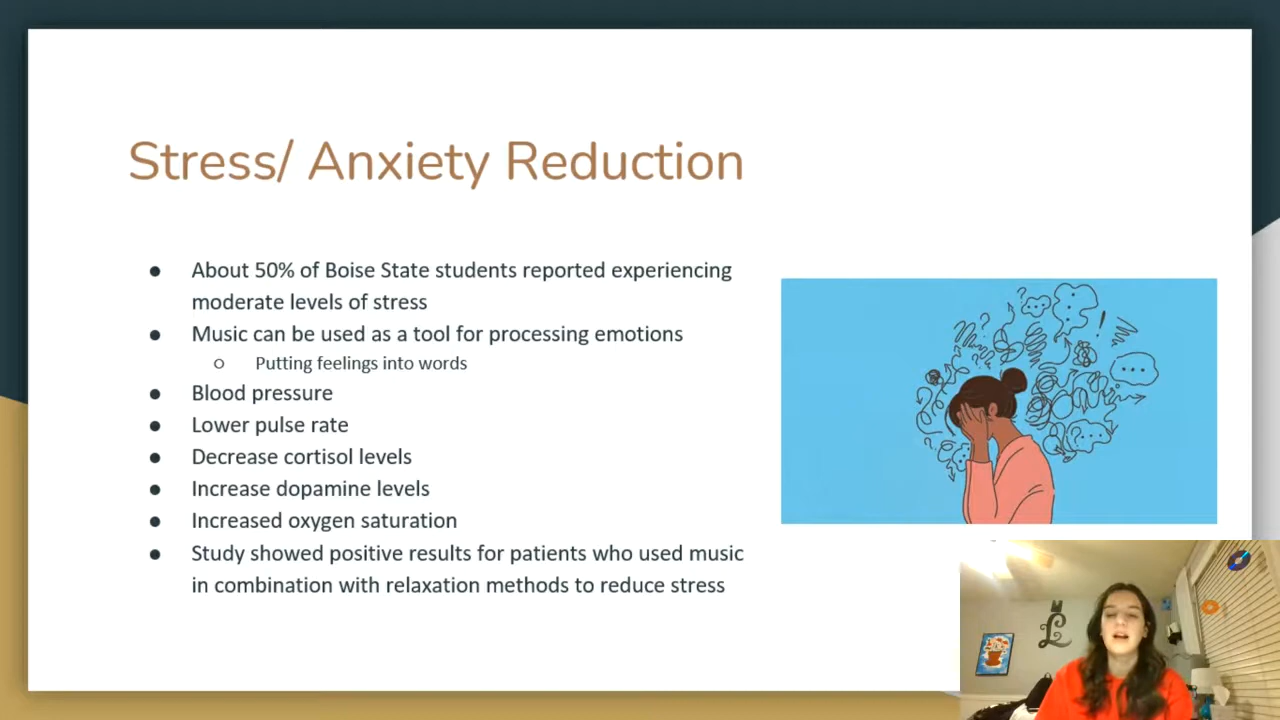 Stress/ Anxiety Reduction
● About 50% of Boise State students reported experiencing
moderate levels of stress
● Music can be used as a tool for processing emotions
○ Putting feelings into words
● Blood pressure
● Lower pulse rate
● Decrease cortisol levels
● Increase dopamine levels
● Increased oxygen saturation
● Study showed positive results for patients who used music
in combination with relaxation methods to reduce stress
L